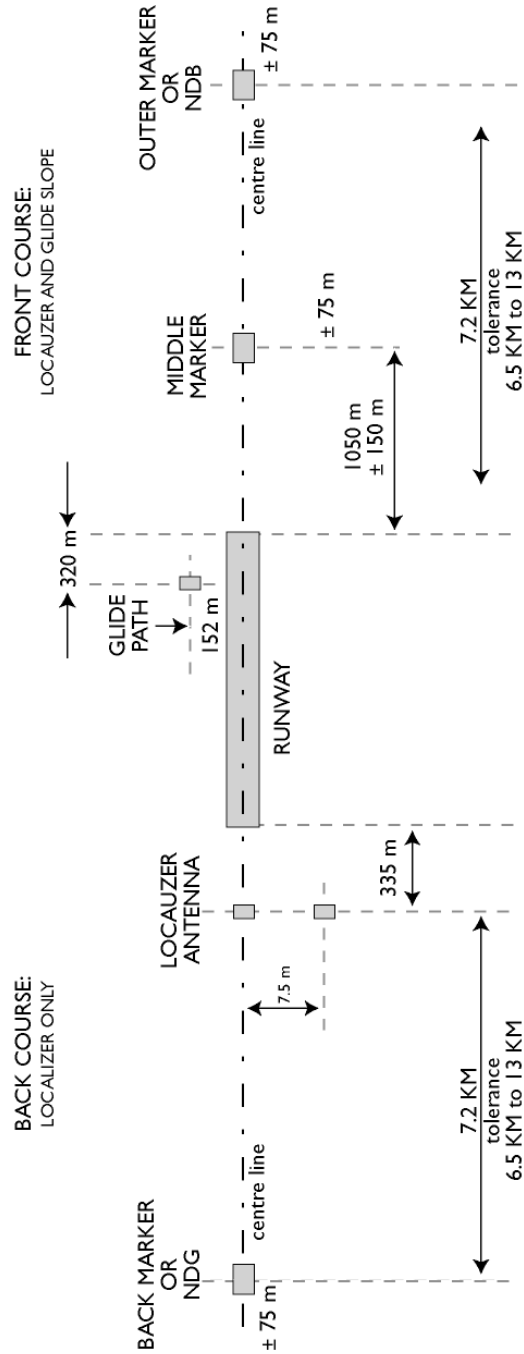 BACK COURSE:
LOCALIZER ONLY
FRONT COURSE:
LOCAUZER AND GLIDE SLOPE
320 m
BACK MARKER
OR
NDG
± 75 m
centre line
LOCAUZER
ANTENNA
GLIDE
PATH
152 m
RUNWAY
MIDDLE
MARKER
± 75 m
OUTER MARKER
OR
NDB
centre line
± 75 m
7.5 m
335 m
1050 m
± 150 m
7.2 KM
tolerance
6.5 KM to 13 KM
7.2 KM
tolerance
6.5 KM to 13 KM